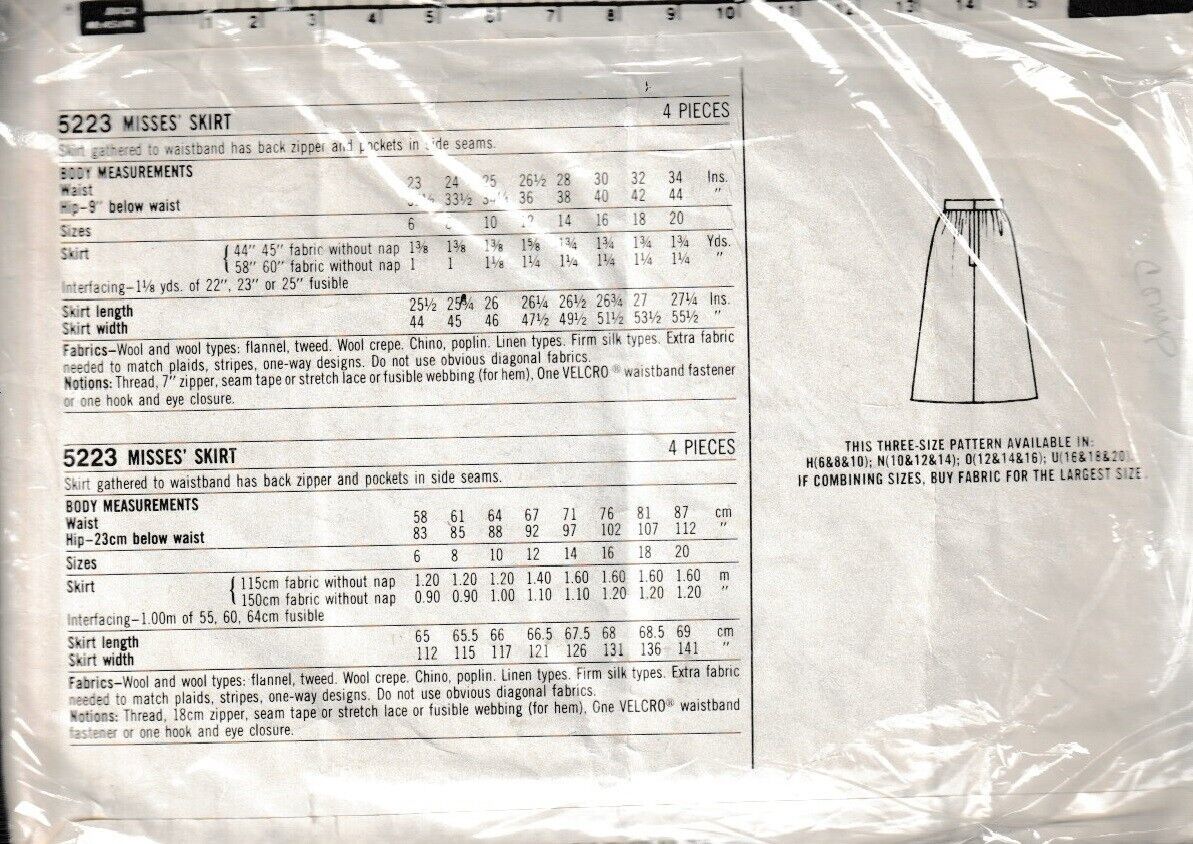 1 2 3 4 5 6 7 8 9 10 11 12 13 14 15
5223 MISSES' SKIRT 4 PIECES
Skirt gathered to waistband has back zipper and pockets in side seams.
BODY MEASUREMENTS
Waist 23 24 25 26½ 28 30 32 34 Ins.
Hip-9" below waist 33½ 36 38 40 42 44 "
Sizes 6 10 12 14 16 18 20
Skirt { 44" 45" fabric without nap 1⅜ 1⅜ 1⅜ 1⅝ 1¾ 1¾ 1¾ 1¾ Yds.
58" 60" fabric without nap 1 1 1⅛ 1¼ 1¼ 1¼ 1¼ 1¼ "
Interfacing-1⅛ yds. of 22", 23" or 25" fusible
Skirt length 25½ 25¾ 26 26¼ 26½ 26¾ 27 27¼ Ins.
Skirt width 44 45 46 47½ 49½ 51½ 53½ 55½ "
Fabrics-Wool and wool types: flannel, tweed. Wool crepe. Chino, poplin. Linen types. Firm silk types. Extra fabric
needed to match plaids, stripes, one-way designs. Do not use obvious diagonal fabrics.
Notions: Thread, 7" zipper, seam tape or stretch lace or fusible webbing (for hem), One VELCRO® waistband fastener
or one hook and eye closure.
5223 MISSES' SKIRT 4 PIECES
Skirt gathered to waistband has back zipper and pockets in side seams.
BODY MEASUREMENTS
Waist 58 61 64 67 71 76 81 87 cm
Hip-23cm below waist 83 85 88 92 97 102 107 112 "
Sizes 6 8 10 12 14 16 18 20
Skirt { 115cm fabric without nap 1.20 1.20 1.20 1.40 1.60 1.60 1.60 1.60 m
150cm fabric without nap 0.90 0.90 1.00 1.10 1.10 1.20 1.20 1.20 "
Interfacing-1.00m of 55, 60, 64cm fusible
Skirt length 65 65.5 66 66.5 67.5 68 68.5 69 cm
Skirt width 112 115 117 121 126 131 136 141 "
Fabrics-Wool and wool types: flannel, tweed. Wool crepe. Chino, poplin. Linen types. Firm silk types. Extra fabric
needed to match plaids, stripes, one-way designs. Do not use obvious diagonal fabrics.
Notions: Thread, 18cm zipper, seam tape or stretch lace or fusible webbing (for hem), One VELCRO® waistband
fastener or one hook and eye closure.
THIS THREE-SIZE PATTERN AVAILABLE IN:
H(6&8&10); N(10&12&14); O(12&14&16); U(16&18&20).
IF COMBINING SIZES, BUY FABRIC FOR THE LARGEST SIZE.
comp